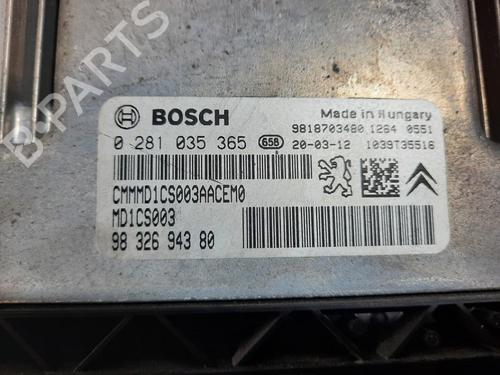 B-PARTS
BOSCH
Made in Hungary
9818703480 1264 0551
0 281 035 365 65B 20-03-12 1039T35516
CMMMD1CS003AACEM0
MD1CS003
98 326 943 80